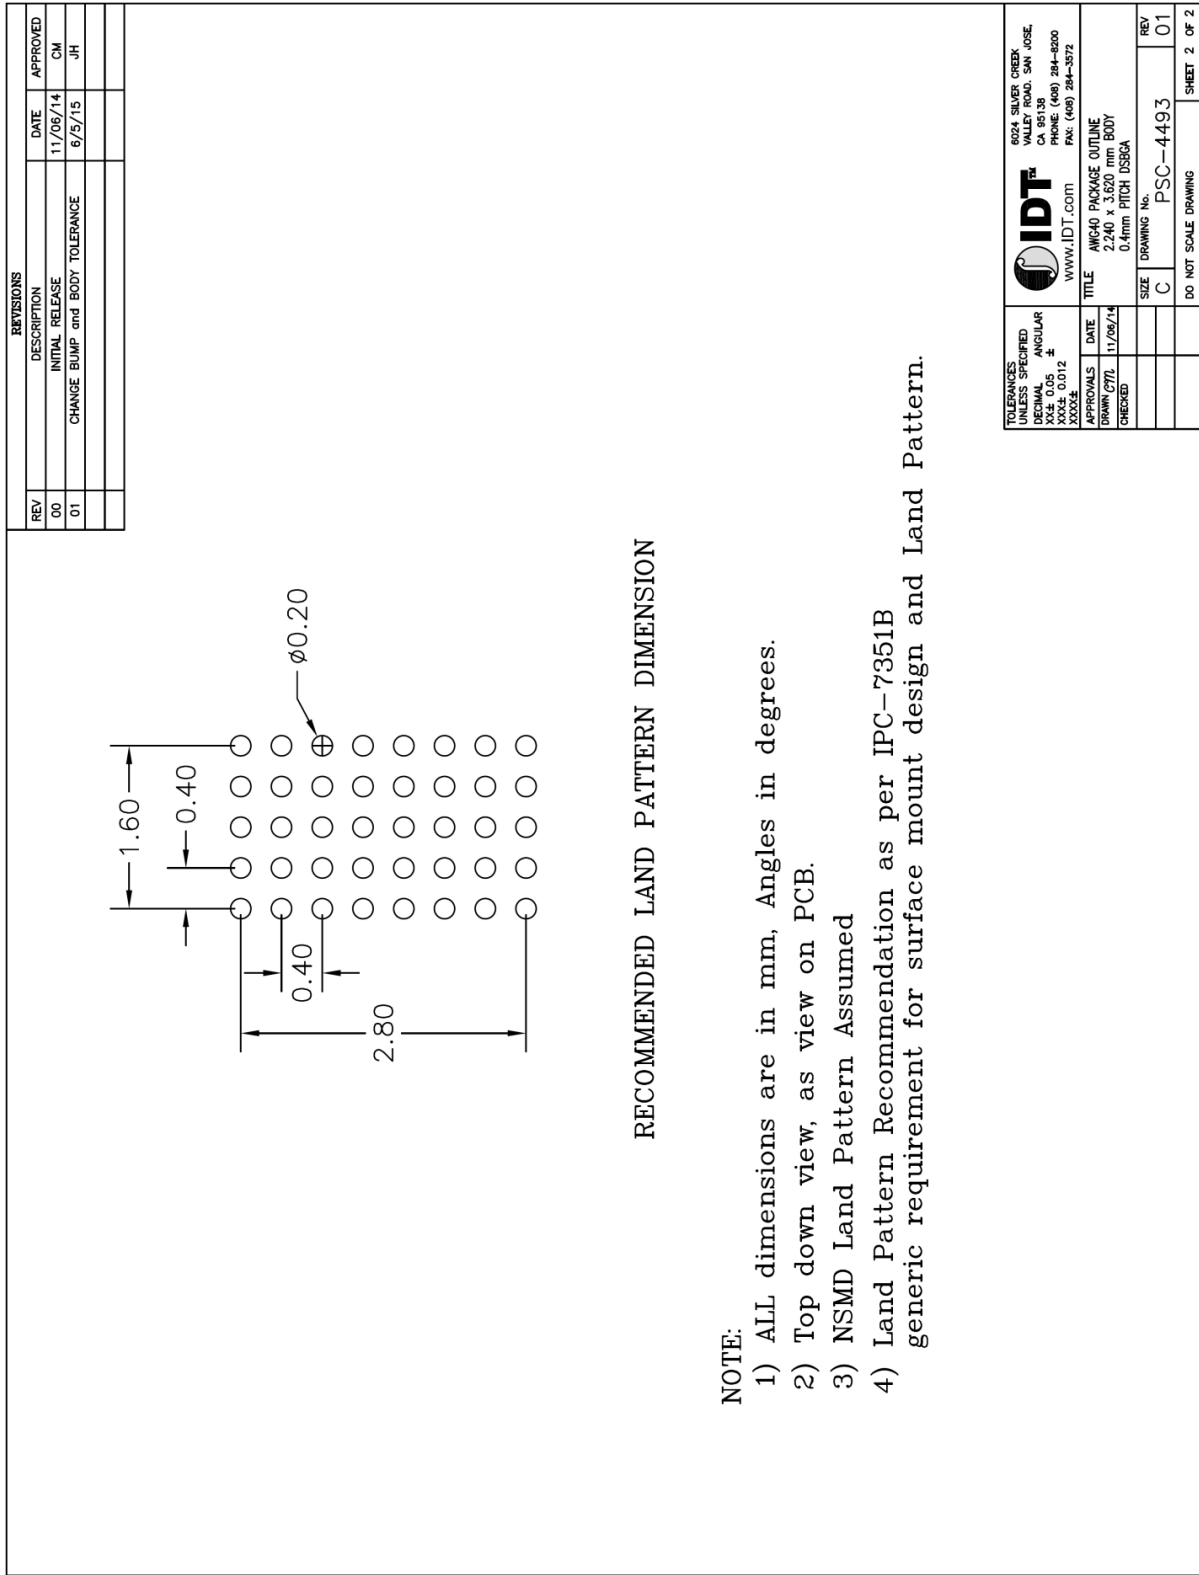 REVISIONS
REV DESCRIPTION DATE APPROVED
00 INITIAL RELEASE 11/06/14 CM
01 CHANGE BUMP and BODY TOLERANCE 6/5/15 JH
1.60
0.40
0.40
2.80
ø0.20
RECOMMENDED LAND PATTERN DIMENSION
NOTE:
1) ALL dimensions are in mm, Angles in degrees.
2) Top down view, as view on PCB.
3) NSMD Land Pattern Assumed
4) Land Pattern Recommendation as per IPC-7351B
generic requirement for surface mount design and Land Pattern.
TOLERANCES
UNLESS SPECIFIED
DECIMAL ANGULAR
XX± 0.05 ±
XXX± 0.012
XXXX±
APPROVALS DATE
DRAWN CM 11/06/14
CHECKED
IDT™
www.IDT.com
6024 SILVER CREEK
VALLEY ROAD. SAN JOSE,
CA 95138
PHONE: (408) 284-8200
FAX: (408) 284-3572
TITLE AWG40 PACKAGE OUTLINE
2.240 x 3.620 mm BODY
0.4mm PITCH DSBGA
SIZE DRAWING No. REV
C PSC-4493 01
DO NOT SCALE DRAWING SHEET 2 OF 2